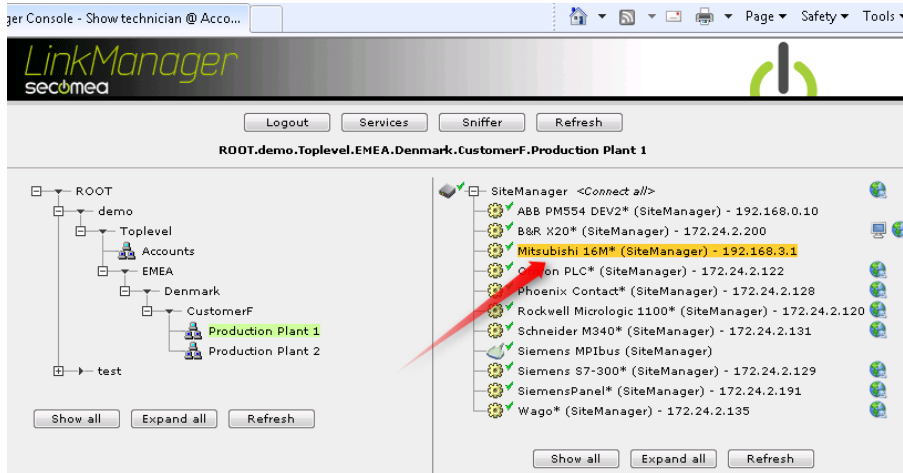 ger Console - Show technician @ Acco...
Page Safety Tools
LinkManager
secomea
Logout Services Sniffer Refresh
ROOT.demo.Toplevel.EMEA.Denmark.CustomerF.Production Plant 1
ROOT
demo
Toplevel
Accounts
EMEA
Denmark
CustomerF
Production Plant 1
Production Plant 2
test
Show all Expand all Refresh
SiteManager <Connect all>
ABB PM554 DEV2* (SiteManager) - 192.168.0.10
B&R X20* (SiteManager) - 172.24.2.200
Mitsubishi 16M* (SiteManager) - 192.168.3.1
PLC* (SiteManager) - 172.24.2.122
Phoenix Contact* (SiteManager) - 172.24.2.128
Rockwell Micrologic 1100* (SiteManager) - 172.24.2.120
Schneider M340* (SiteManager) - 172.24.2.131
Siemens MPIbus (SiteManager)
Siemens S7-300* (SiteManager) - 172.24.2.129
SiemensPanel* (SiteManager) - 172.24.2.191
Wago* (SiteManager) - 172.24.2.135
Show all Expand all Refresh